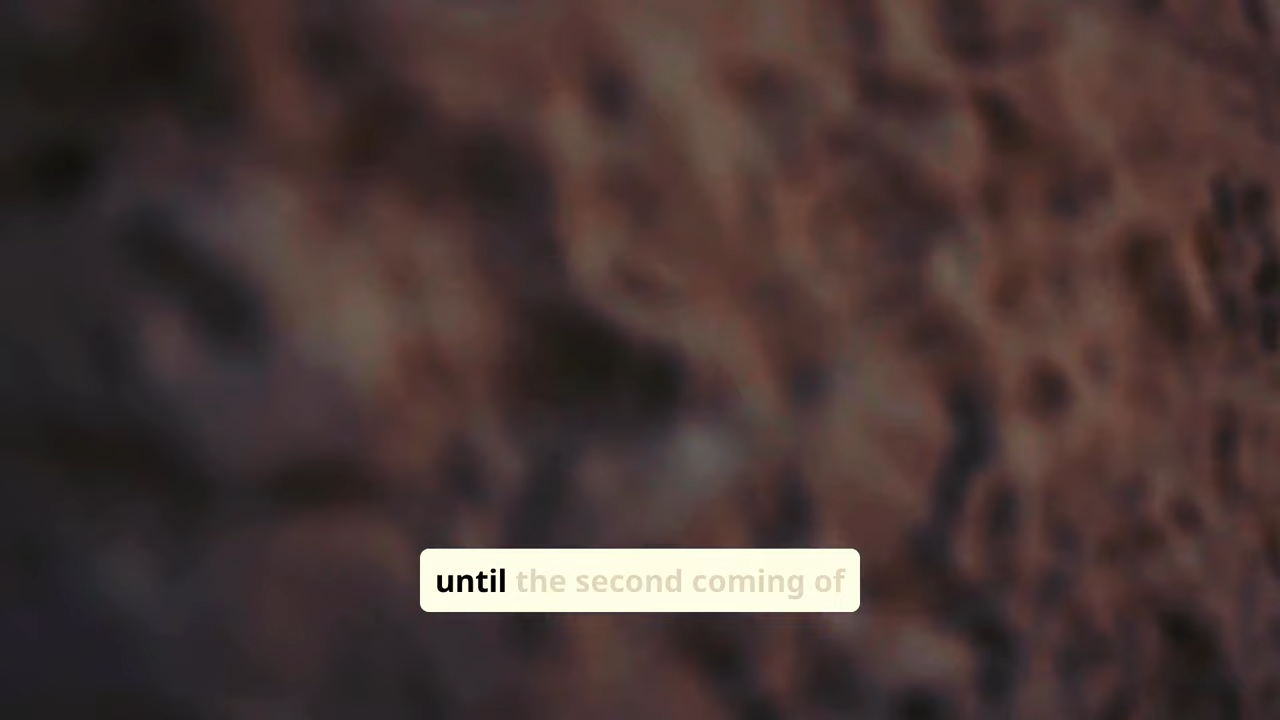 until the second coming of